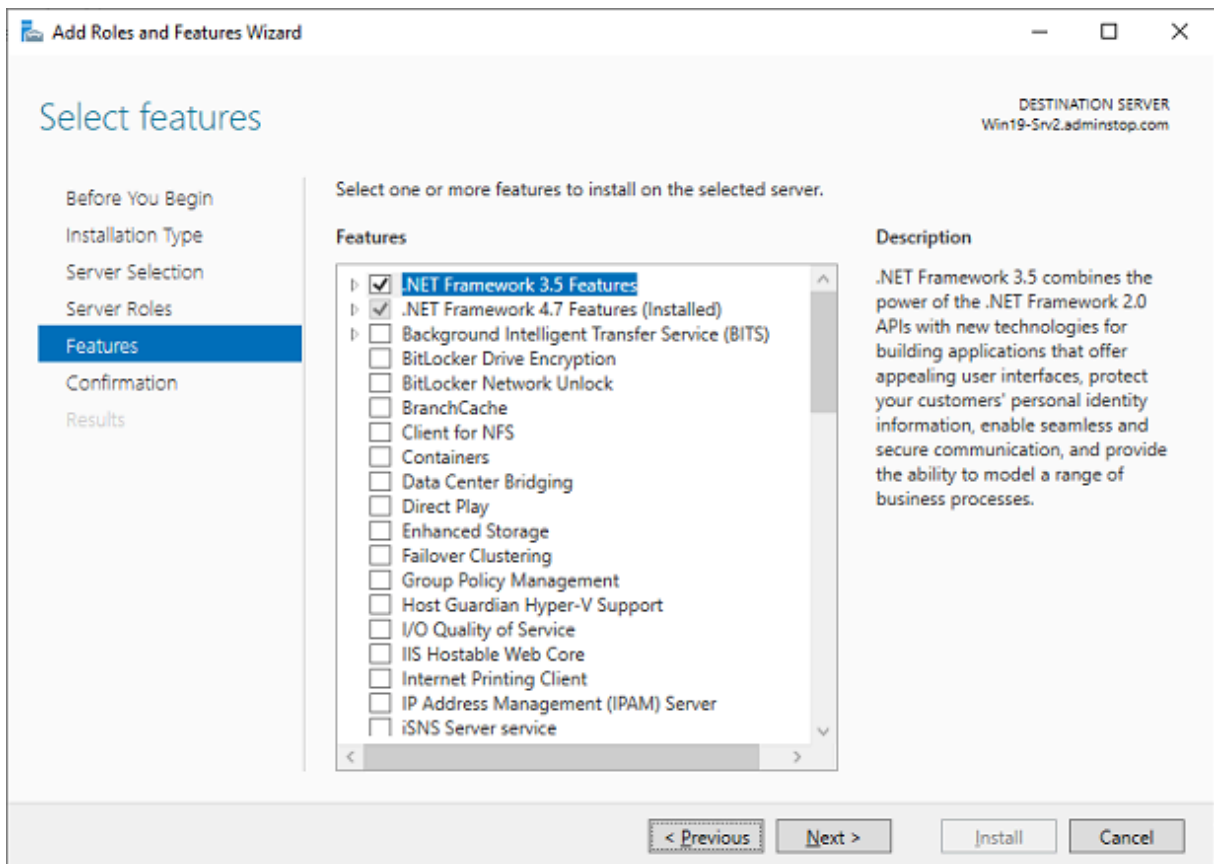 Add Roles and Features Wizard
Select features
DESTINATION SERVER
Win19-Srv2.adminstop.com
Before You Begin
Installation Type
Server Selection
Server Roles
Features
Confirmation
Results
Select one or more features to install on the selected server.
Features
.NET Framework 3.5 Features
.NET Framework 4.7 Features (Installed)
Background Intelligent Transfer Service (BITS)
BitLocker Drive Encryption
BitLocker Network Unlock
BranchCache
Client for NFS
Containers
Data Center Bridging
Direct Play
Enhanced Storage
Failover Clustering
Group Policy Management
Host Guardian Hyper-V Support
I/O Quality of Service
IIS Hostable Web Core
Internet Printing Client
IP Address Management (IPAM) Server
iSNS Server service
Description
.NET Framework 3.5 combines the
power of the .NET Framework 2.0
APIs with new technologies for
building applications that offer
appealing user interfaces, protect
your customers' personal identity
information, enable seamless and
secure communication, and provide
the ability to model a range of
business processes.
< Previous
Next >
Install
Cancel